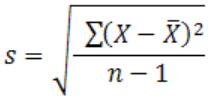 s = √(∑(X − X̄)² / (n − 1))